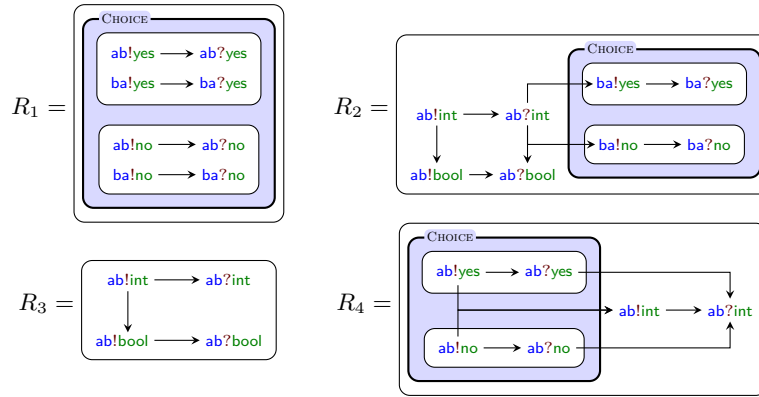 R₁ =
CHOICE
ab!yes → ab?yes
ba!yes → ba?yes
ab!no → ab?no
ba!no → ba?no
R₂ =
CHOICE
ba!yes → ba?yes
ab!int → ab?int
ba!no → ba?no
ab!bool → ab?bool
R₃ =
ab!int → ab?int
ab!bool → ab?bool
R₄ =
CHOICE
ab!yes → ab?yes
ab!int → ab?int
ab!no → ab?no